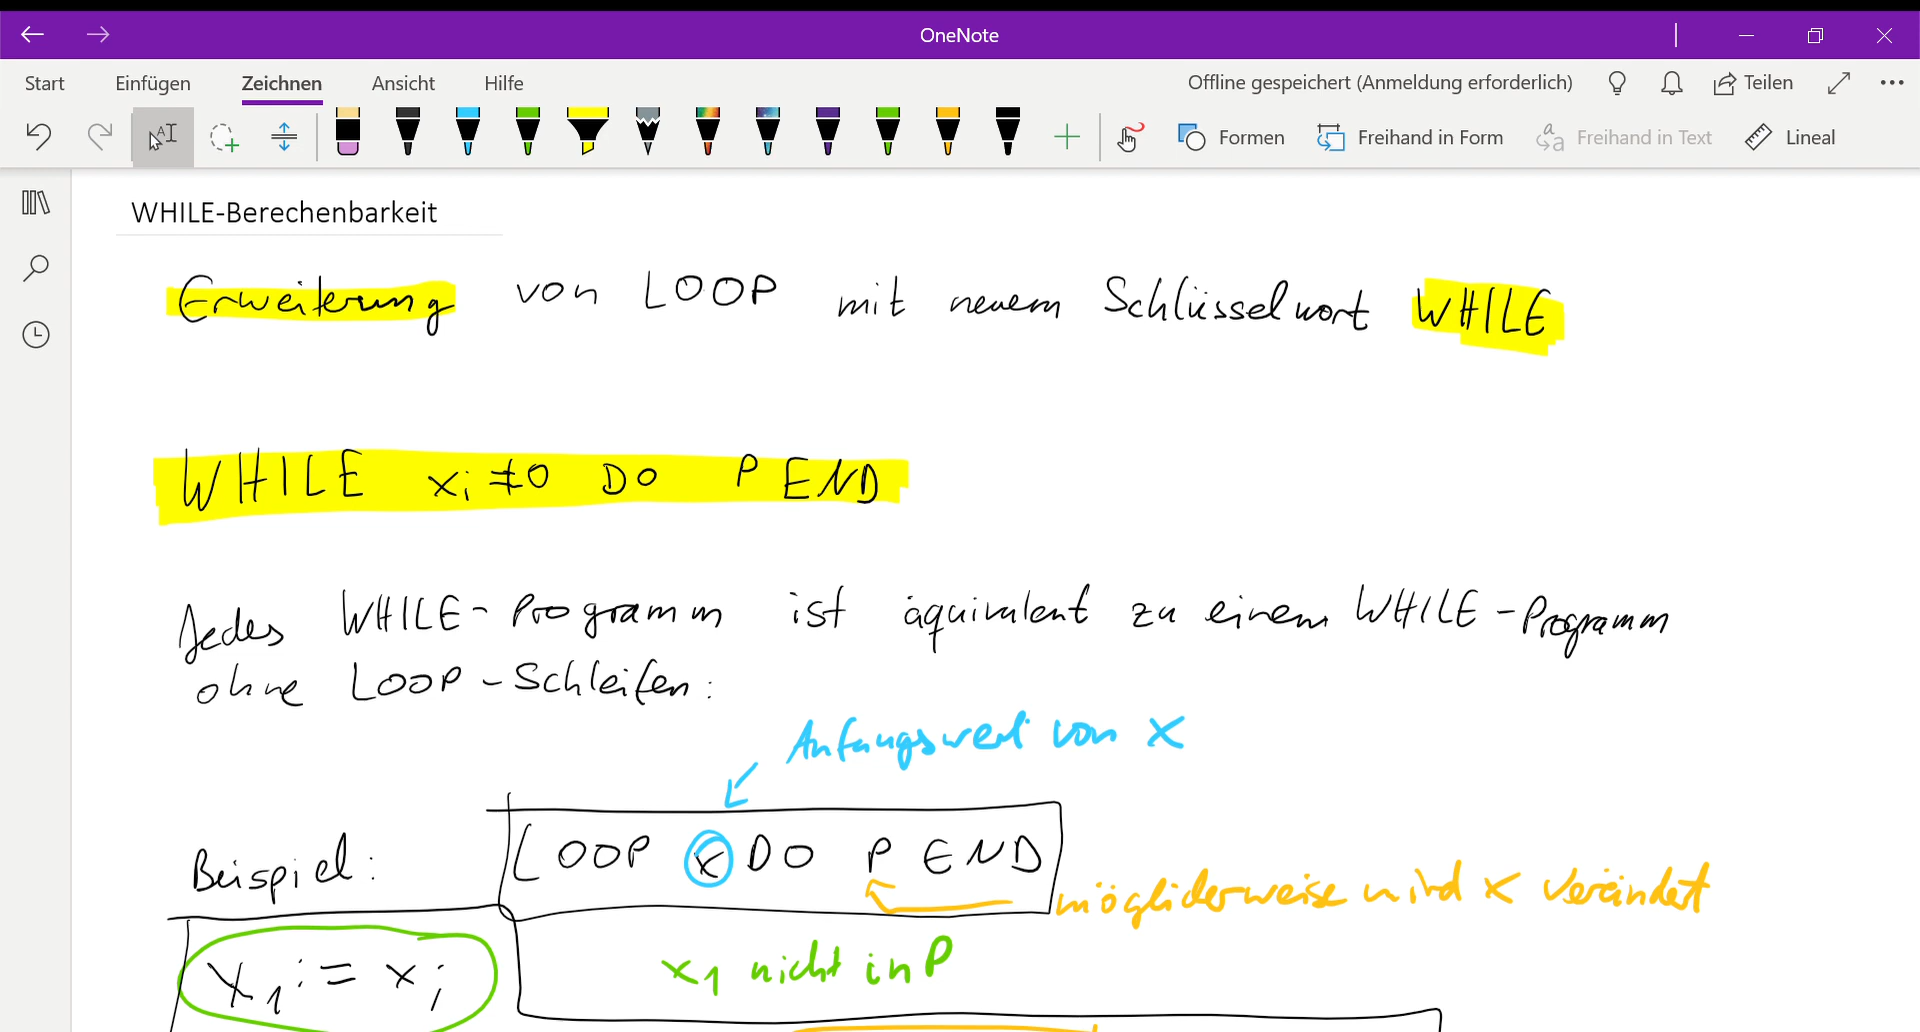 OneNote
Start Einfügen Zeichnen Ansicht Hilfe
Offline gespeichert (Anmeldung erforderlich) Teilen
Formen Freihand in Form Freihand in Text Lineal
WHILE-Berechenbarkeit
Erweiterung von LOOP mit neuem Schlüsselwort WHILE
WHILE xi ≠ 0 DO P END
Jedes WHILE-Programm ist äquivalent zu einem WHILE-Programm
ohne LOOP-Schleifen:
Anfangswert von x
Beispiel: LOOP x DO P END
möglicherweise wird x verändert
x1 := x;
x1 nicht in P